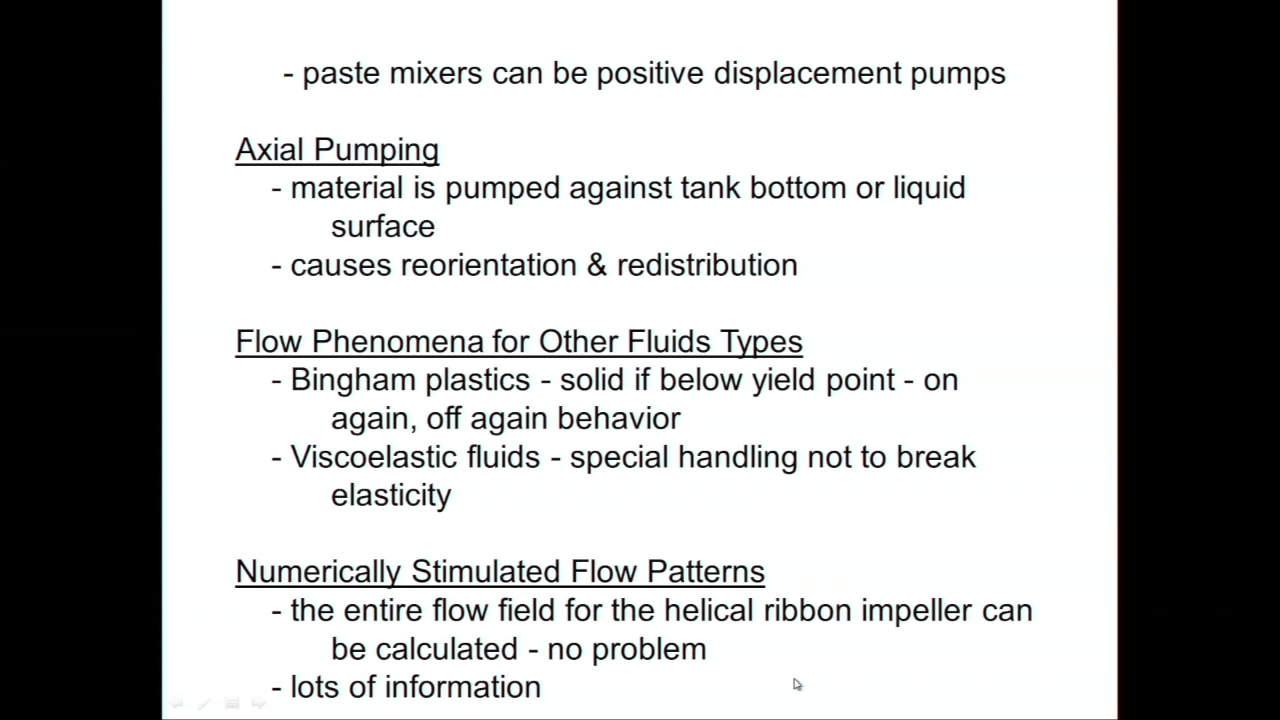 - paste mixers can be positive displacement pumps
Axial Pumping
- material is pumped against tank bottom or liquid
surface
- causes reorientation & redistribution
Flow Phenomena for Other Fluids Types
- Bingham plastics - solid if below yield point - on
again, off again behavior
- Viscoelastic fluids - special handling not to break
elasticity
Numerically Stimulated Flow Patterns
- the entire flow field for the helical ribbon impeller can
be calculated - no problem
- lots of information